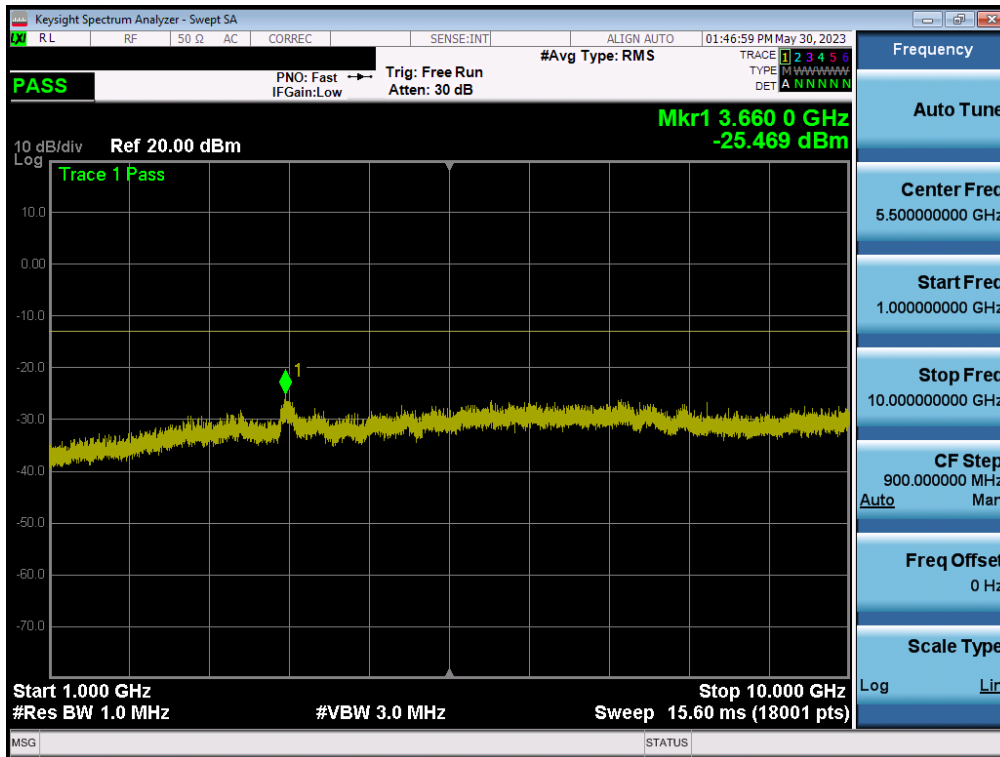 Keysight Spectrum Analyzer - Swept SA
LXI RL RF 50 Ω AC CORREC SENSE:INT ALIGN AUTO 01:46:59 PM May 30, 2023
#Avg Type: RMS
TRACE 1 2 3 4 5 6
PASS
PNO: Fast Trig: Free Run
TYPE M WWWWW
IFGain:Low Atten: 30 dB
DET A N N N N N
Mkr1 3.660 0 GHz
-25.469 dBm
10 dB/div Ref 20.00 dBm
Log
Trace 1 Pass
10.0
0.00
-10.0
-20.0
1
-30.0
-40.0
-50.0
-60.0
-70.0
Start 1.000 GHz Stop 10.000 GHz
#Res BW 1.0 MHz #VBW 3.0 MHz Sweep 15.60 ms (18001 pts)
MSG STATUS
Frequency
Auto Tune
Center Freq
5.500000000 GHz
Start Freq
1.000000000 GHz
Stop Freq
10.000000000 GHz
CF Step
900.000000 MHz
Auto Man
Freq Offset
0 Hz
Scale Type
Log Lin